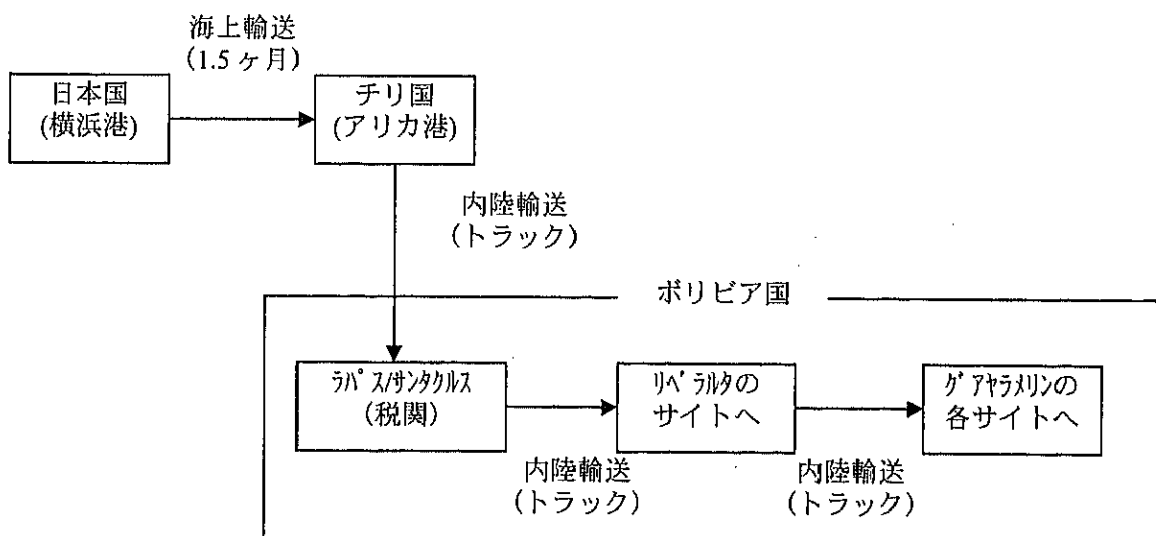 海上輸送
(1.5 ヶ月)
日本国
(横浜港)
チリ国
(アリカ港)
内陸輸送
(トラック)
ボリビア国
ﾗﾊﾟｽ/ｻﾝﾀｸﾙｽ
(税関)
ﾘﾍﾞﾗﾙﾀの
サイトへ
ｸﾞｱﾔﾗﾒﾘﾝの
各サイトへ
内陸輸送
(トラック)
内陸輸送
(トラック)